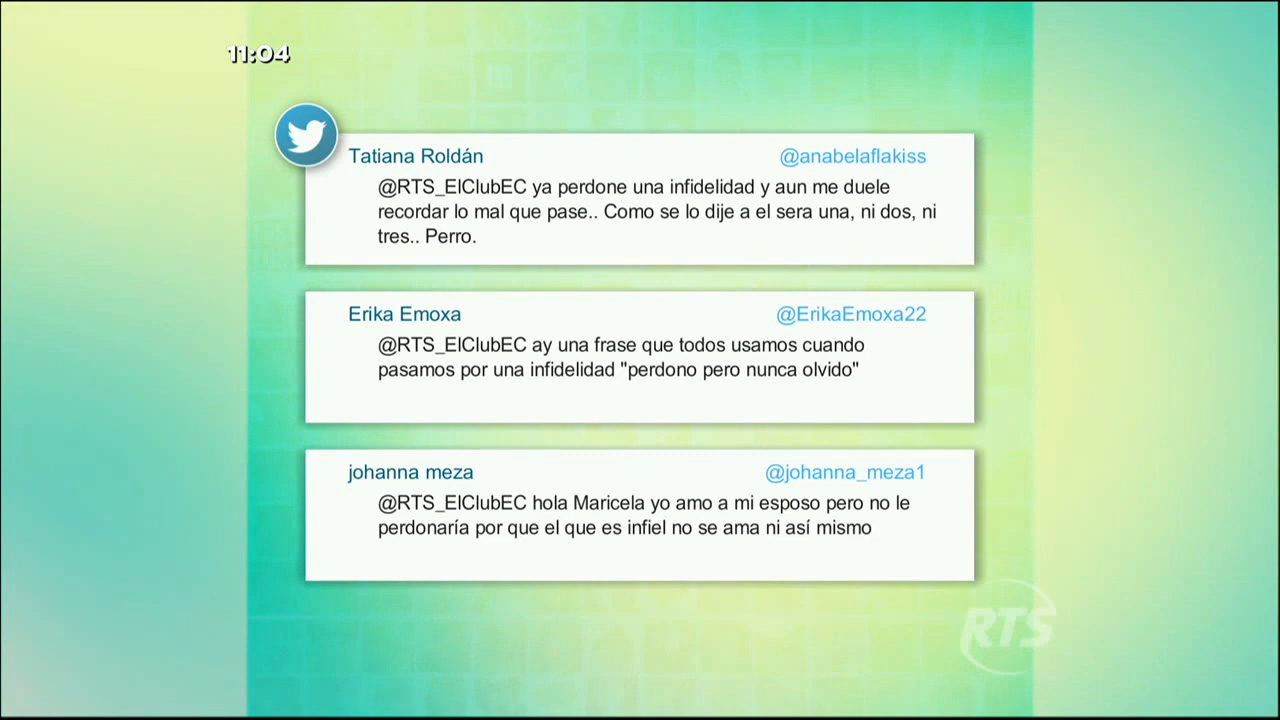 11:04
Tatiana Roldán @anabelaflakiss
@RTS_ElClubEC ya perdone una infidelidad y aun me duele
recordar lo mal que pase.. Como se lo dije a el sera una, ni dos, ni
tres.. Perro.
Erika Emoxa @ErikaEmoxa22
@RTS_ElClubEC ay una frase que todos usamos cuando
pasamos por una infidelidad "perdono pero nunca olvido"
johanna meza @johanna_meza1
@RTS_ElClubEC hola Maricela yo amo a mi esposo pero no le
perdonaría por que el que es infiel no se ama ni así mismo
RTS